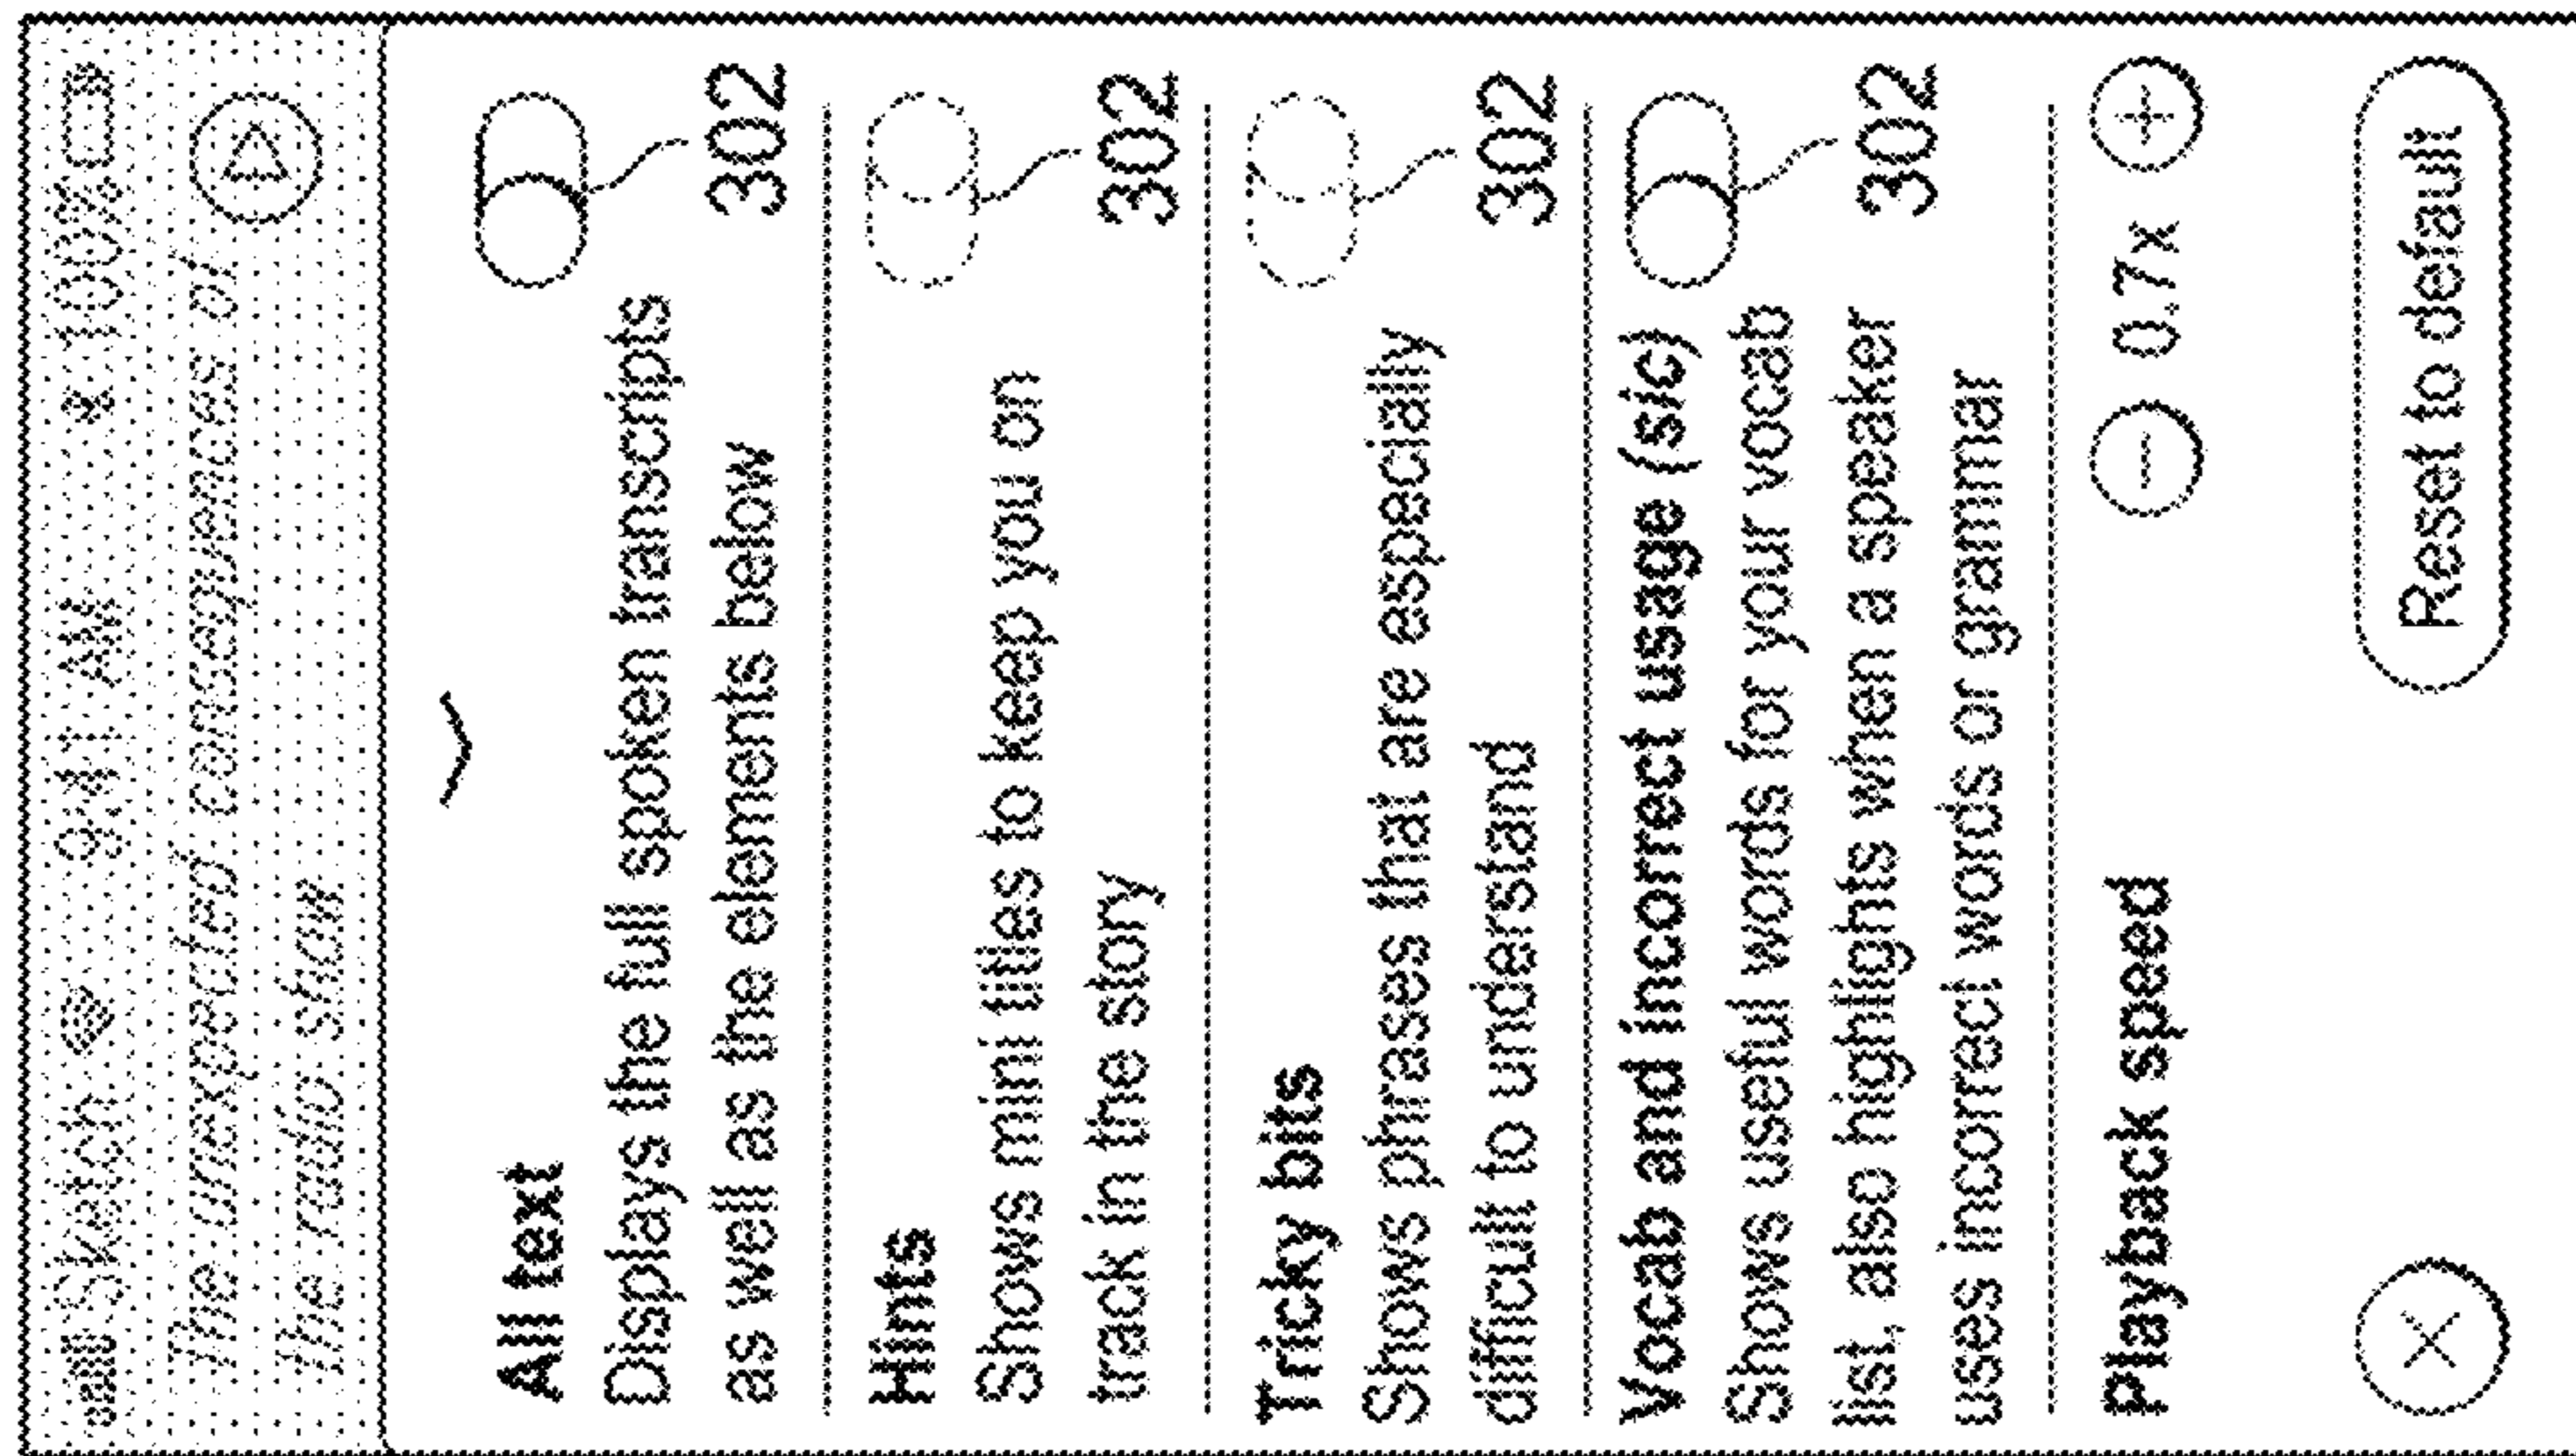 Sketch 9:41 AM 100%
The unexpected consequences of
the radio show
All text
302
Displays the full spoken transcripts
as well as the elements below
Hints
302
Shows mini titles to keep you on
track in the story
Tricky bits
302
Shows phrases that are especially
difficult to understand
Vocab and incorrect usage (sic)
302
Shows useful words for your vocab
list, also highlights when a speaker
uses incorrect words or grammar
Playback speed − 0.7x +
Reset to default